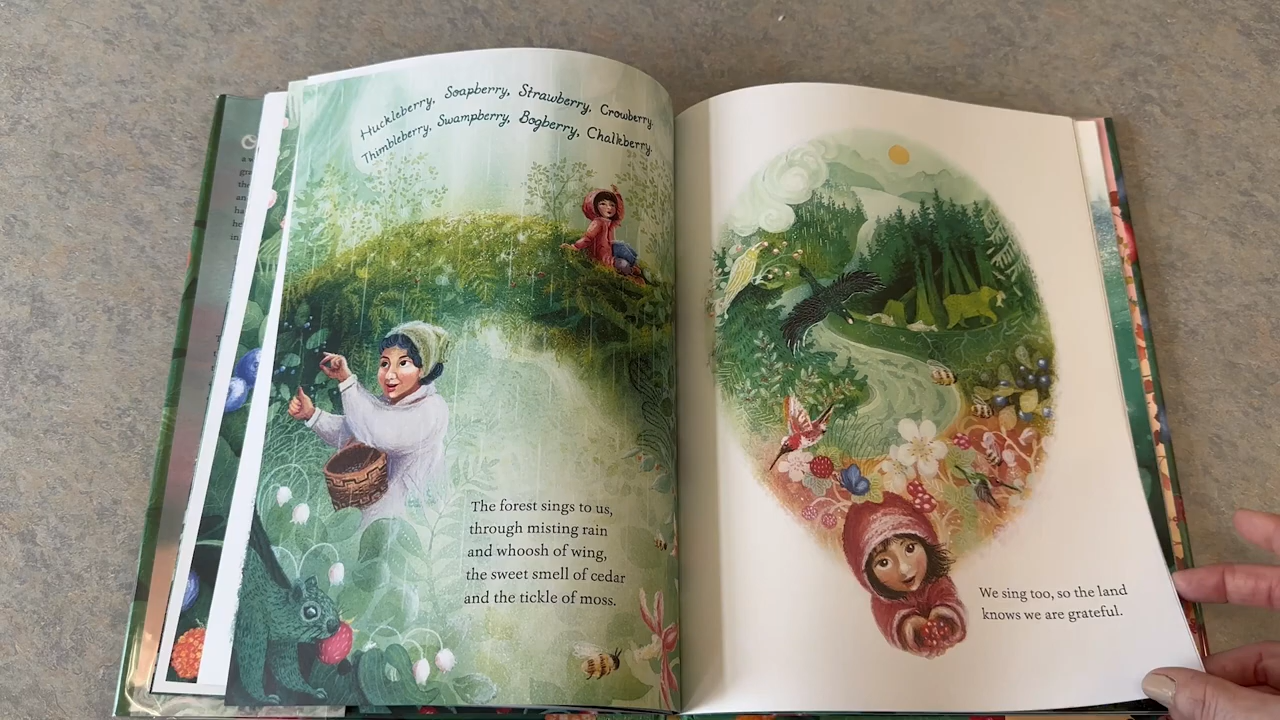 Huckleberry, Soapberry, Strawberry, Crowberry.
Thimbleberry, Swampberry, Bogberry, Chalkberry.
The forest sings to us,
through misting rain
and whoosh of wing,
the sweet smell of cedar
and the tickle of moss.
We sing too, so the land
knows we are grateful.